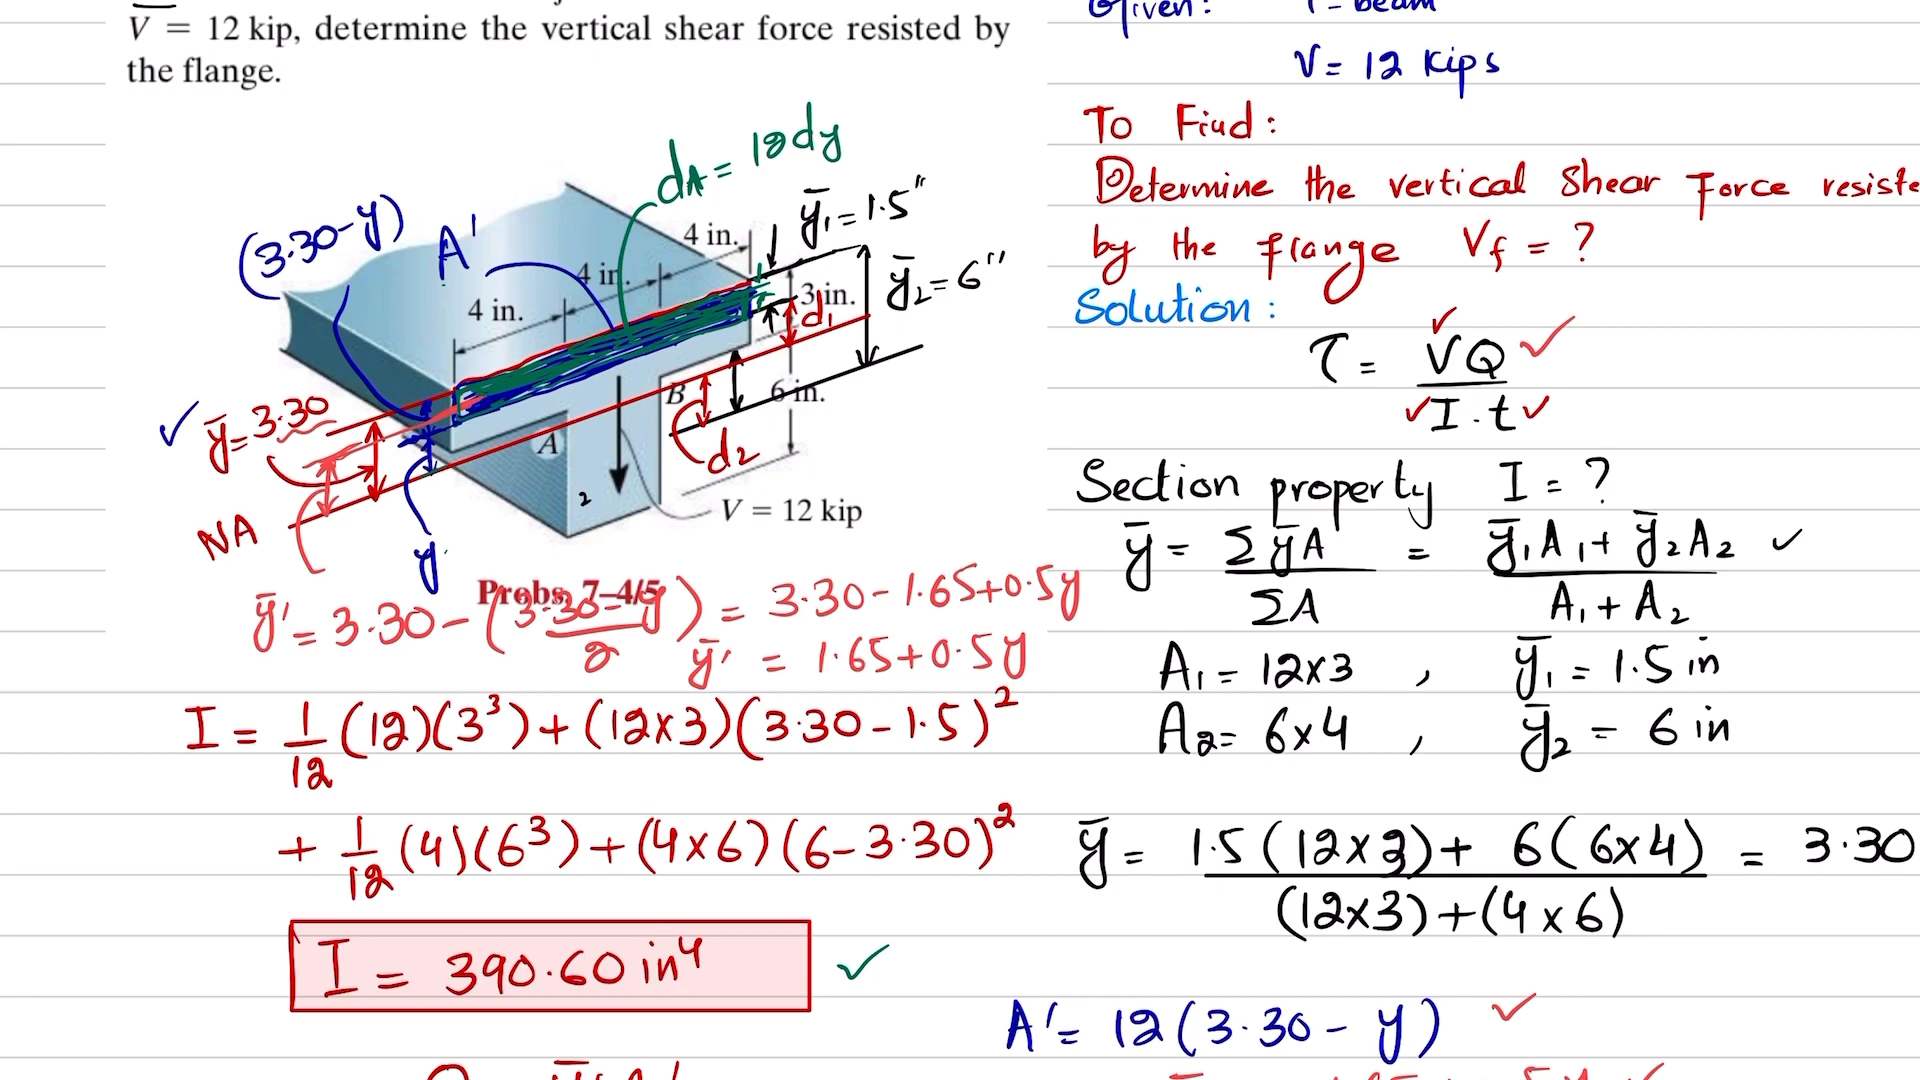 V = 12 kip, determine the vertical shear force resisted by
the flange.
Given: T - beam
V = 12 Kips
To Find:
Determine the vertical Shear Force resiste
by the flange Vf = ?
Solution:
τ = VQ / I.t
Section property I = ?
ȳ = ΣȳA / ΣA = ȳ₁A₁ + ȳ₂A₂ / A₁ + A₂
A₁ = 12x3 , ȳ₁ = 1.5 in
A₂ = 6x4 , ȳ₂ = 6 in
ȳ = 1.5(12x3) + 6(6x4) / (12x3)+(4x6) = 3.30
A' = 12(3.30 - y)
dA = 12dy
ȳ₁ = 1.5"
ȳ₂ = 6"
(3.30-y)
A'
4 in.
4 in.
4 in.
3 in.
d₁
B
6 in.
d₂
A
2
ȳ = 3.30
NA
y
V = 12 kip
Probs. 7–4/5
ȳ' = 3.30 - (3.30 - y / 2) = 3.30 - 1.65 + 0.5y
ȳ' = 1.65 + 0.5y
I = 1/12 (12)(3³) + (12x3)(3.30 - 1.5)²
+ 1/12 (4)(6³) + (4x6)(6 - 3.30)²
I = 390.60 in⁴